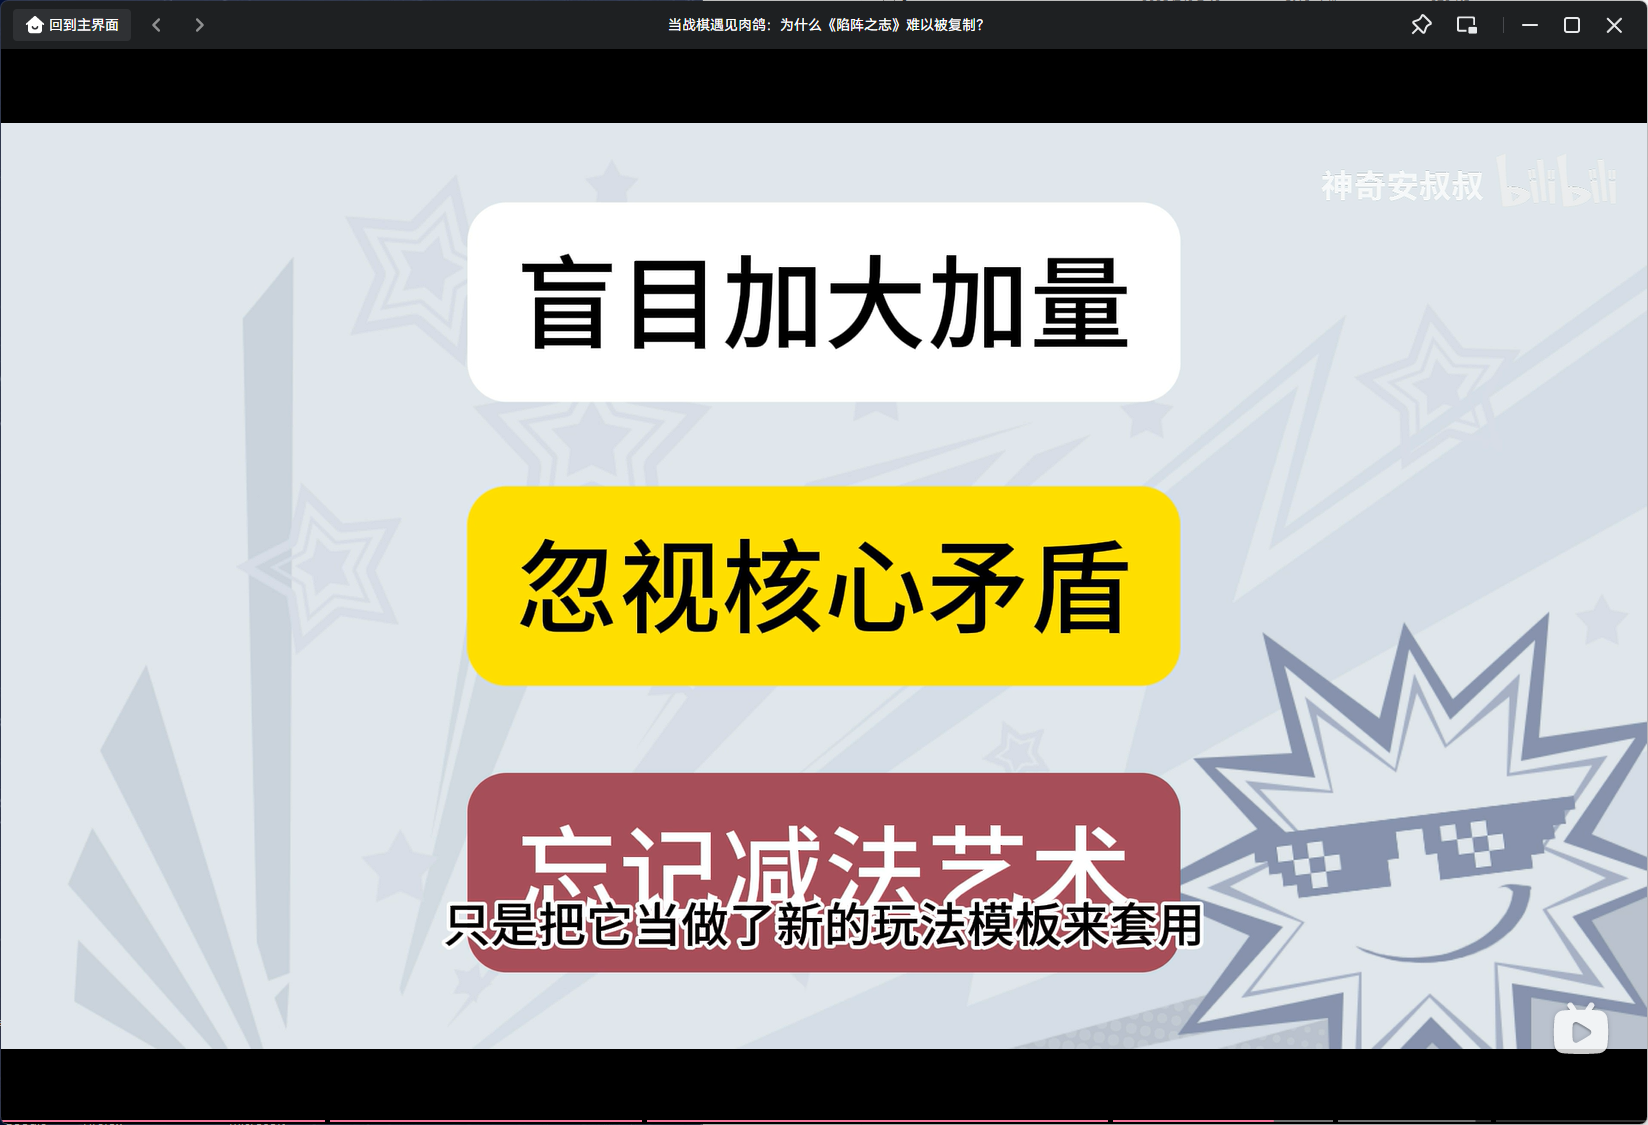 回到主界面
当战棋遇见肉鸽：为什么《陷阵之志》难以被复制？
神奇安叔叔 bilibili
盲目加大加量
忽视核心矛盾
忘记减法艺术
只是把它当做了新的玩法模板来套用